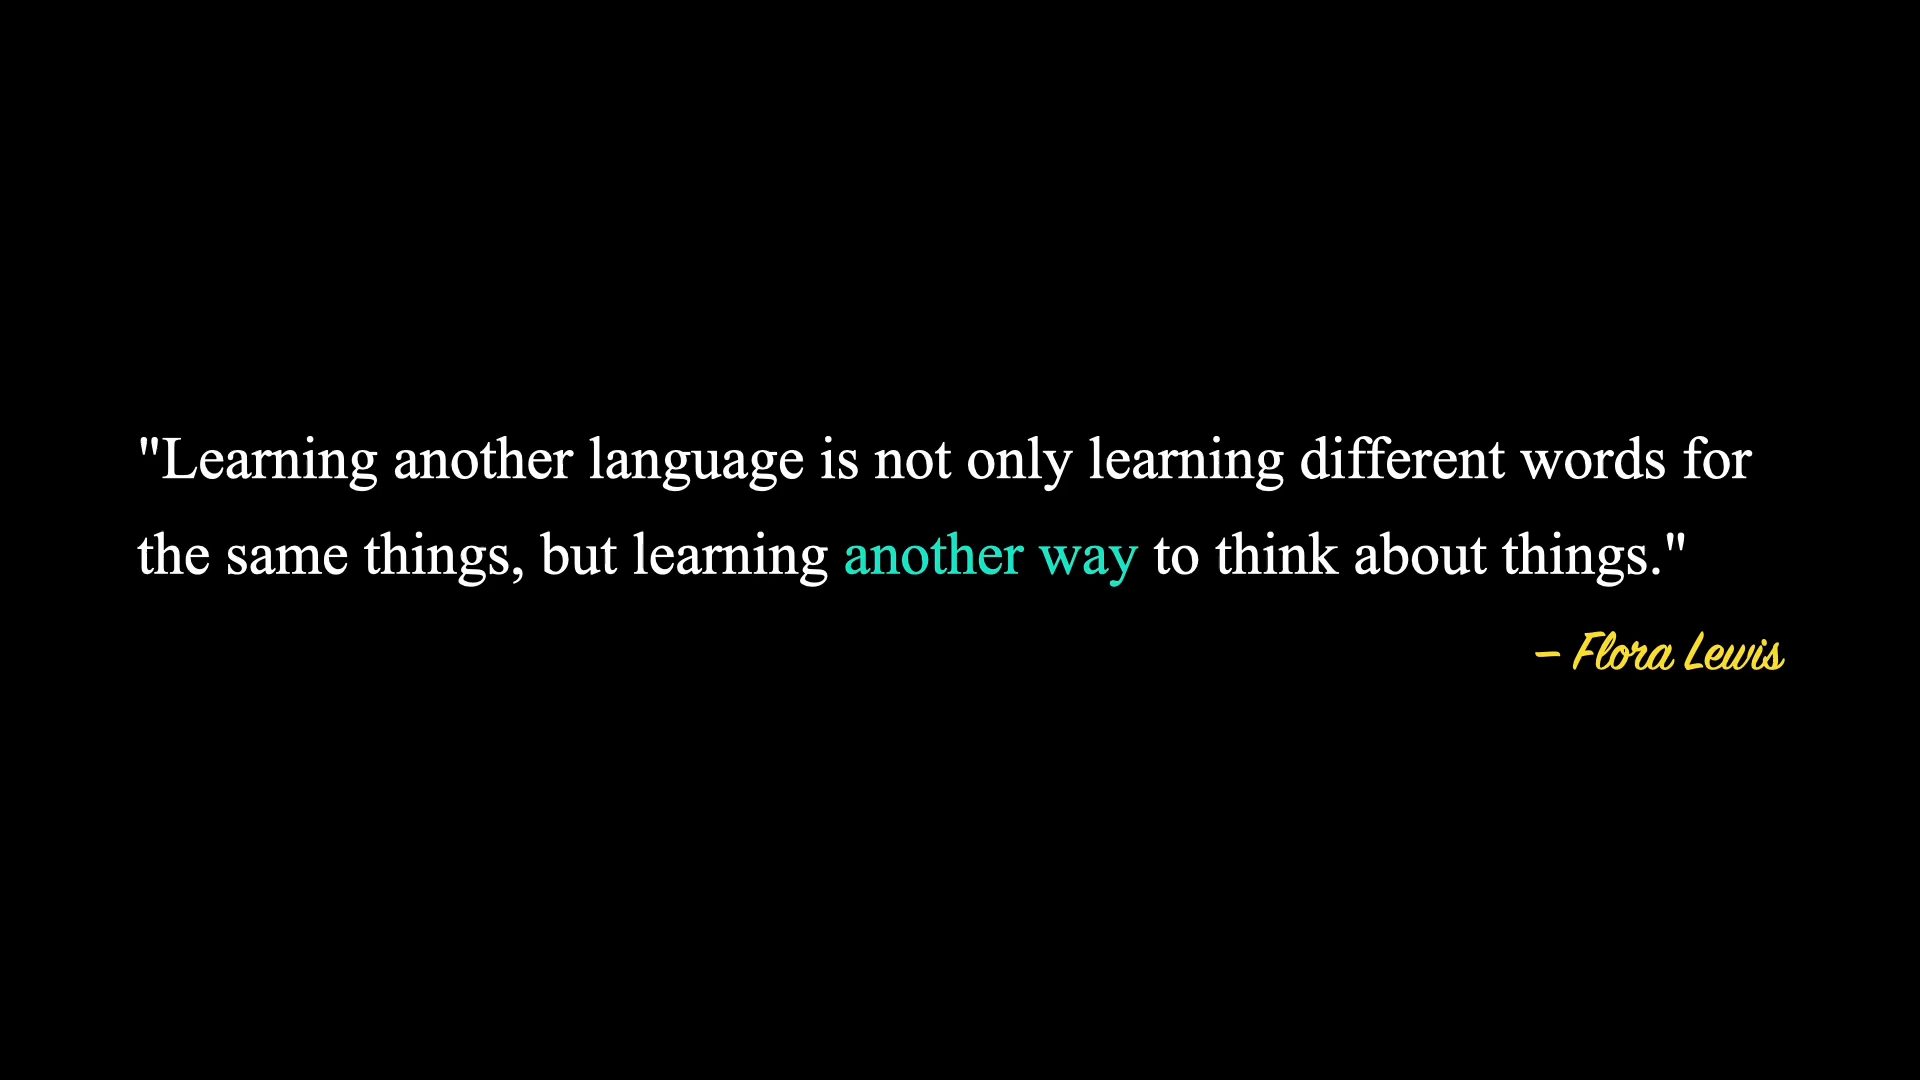 "Learning another language is not only learning different words for
the same things, but learning another way to think about things."
– Flora Lewis